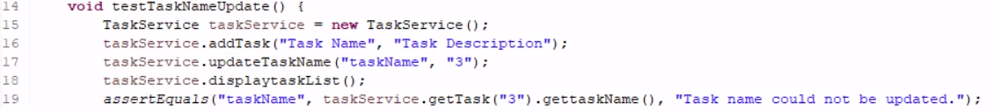 14 void testTaskNameUpdate() {
15 TaskService taskService = new TaskService();
16 taskService.addTask("Task Name", "Task Description");
17 taskService.updateTaskName("taskName", "3");
18 taskService.displaytaskList();
19 assertEquals("taskName", taskService.getTask("3").gettaskName(), "Task name could not be updated.");